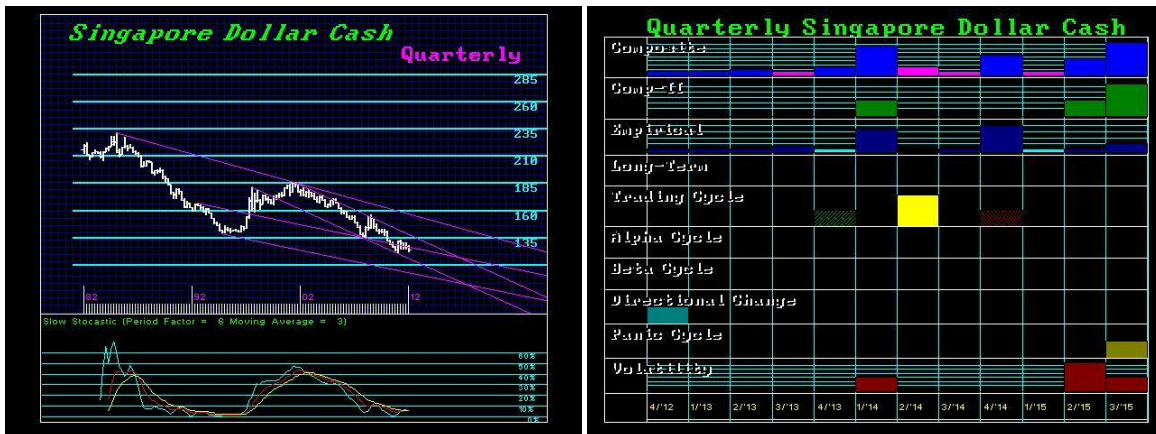 Singapore Dollar Cash
Quarterly
285
260
235
210
185
160
135
82 92 02 12
Slow Stocastic (Period Factor = 6 Moving Average = 3)
60%
50%
40%
30%
20%
10%
0%
Quarterly Singapore Dollar Cash
Composite
Comp-II
Empirical
Long-Term
Trading Cycle
Alpha Cycle
Beta Cycle
Directional Change
Panic Cycle
Volatility
4/'12 1/'13 2/'13 3/'13 4/'13 1/'14 2/'14 3/'14 4/'14 1/'15 2/'15 3/'15